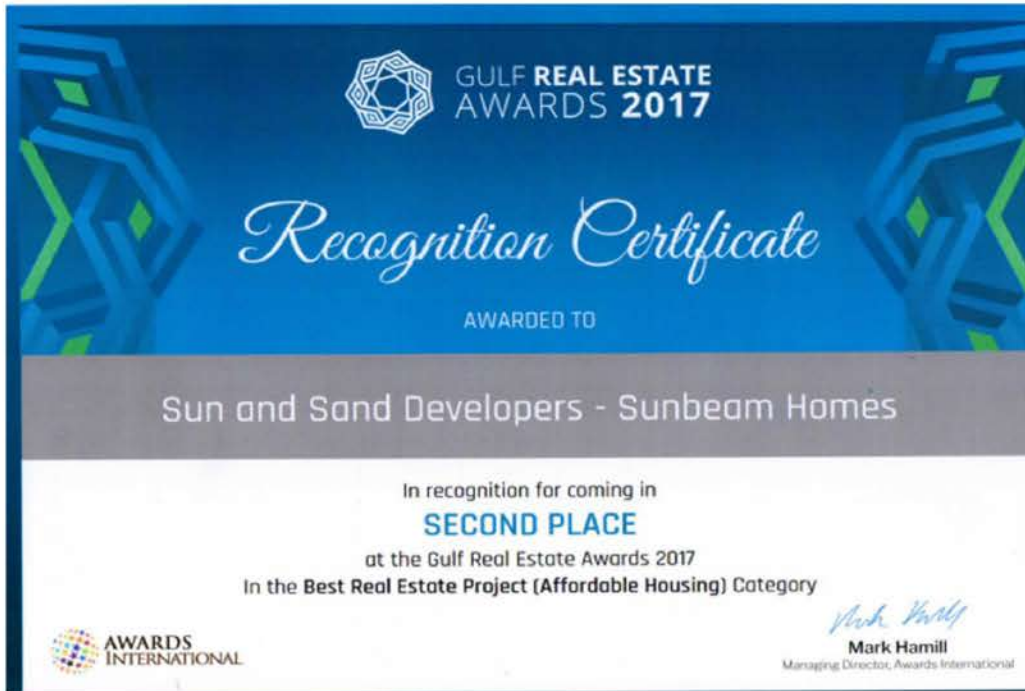 GULF REAL ESTATE
AWARDS 2017
Recognition Certificate
AWARDED TO
Sun and Sand Developers - Sunbeam Homes
In recognition for coming in
SECOND PLACE
at the Gulf Real Estate Awards 2017
In the Best Real Estate Project (Affordable Housing) Category
AWARDS
INTERNATIONAL
Mark Hamill
Mark Hamill
Managing Director, Awards International